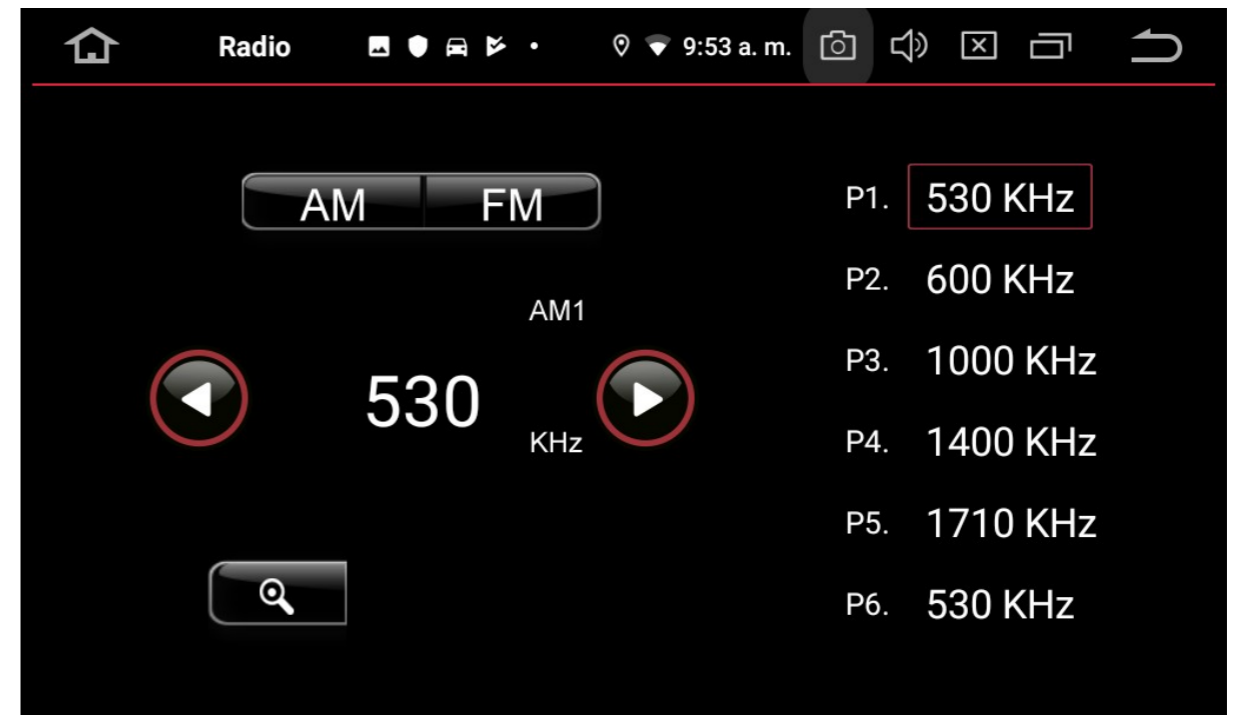 Radio 9:53 a. m.
AM FM
AM1
530
KHz
P1. 530 KHz
P2. 600 KHz
P3. 1000 KHz
P4. 1400 KHz
P5. 1710 KHz
P6. 530 KHz